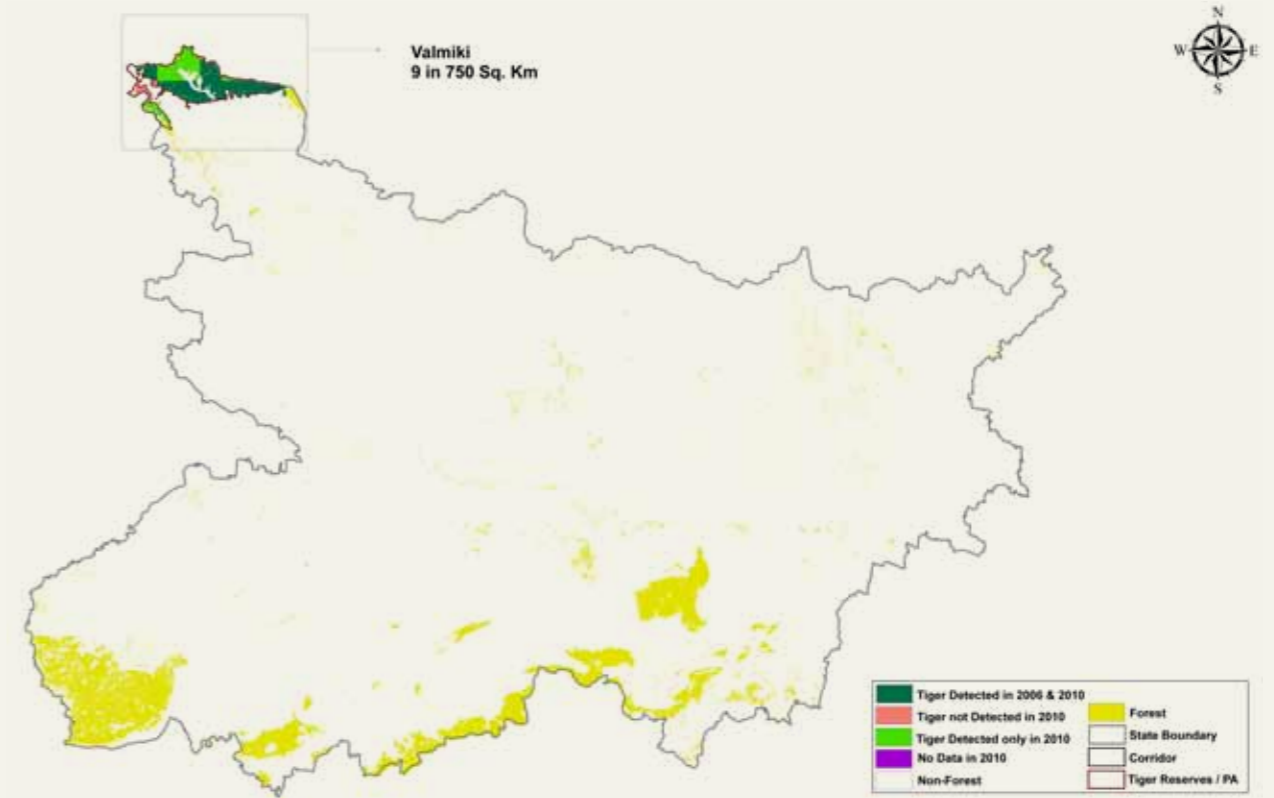 Valmiki
9 in 750 Sq. Km
N
W
E
S
Tiger Detected in 2006 & 2010
Tiger not Detected in 2010
Tiger Detected only in 2010
No Data in 2010
Non-Forest
Forest
State Boundary
Corridor
Tiger Reserves / PA